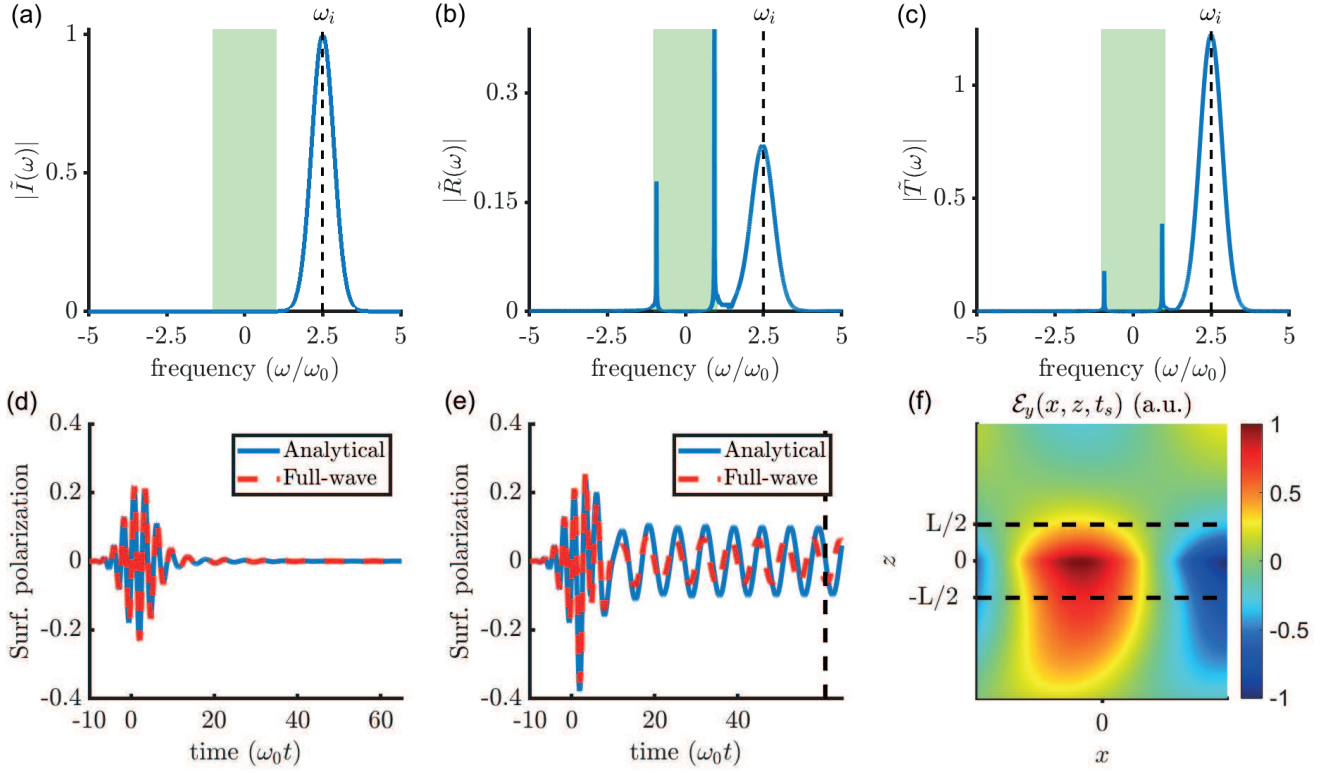 (a)
ω_i
1
0.5
0
|Ĩ(ω)|
-5 -2.5 0 2.5 5
frequency (ω/ω_0)
(b)
ω_i
0.3
0.15
0
|R̃(ω)|
-5 -2.5 0 2.5 5
frequency (ω/ω_0)
(c)
ω_i
1
0.5
0
|T̃(ω)|
-5 -2.5 0 2.5 5
frequency (ω/ω_0)
(d)
0.4
0.2
0
-0.2
-0.4
Surf. polarization
Analytical
Full-wave
-10 0 20 40 60
time (ω_0t)
(e)
0.4
0.2
0
-0.2
-0.4
Surf. polarization
Analytical
Full-wave
-10 0 20 40
time (ω_0t)
(f)
ℰ_y(x, z, t_s) (a.u.)
L/2
0
-L/2
z
0
x
1
0.5
0
-0.5
-1